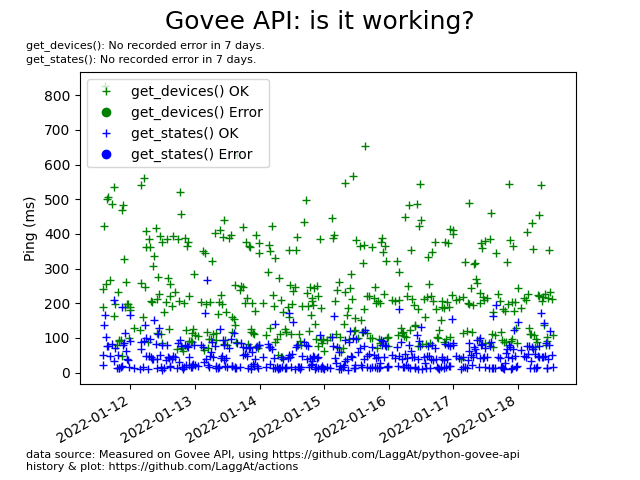 Govee API: is it working?
get_devices(): No recorded error in 7 days.
get_states(): No recorded error in 7 days.
get_devices() OK
get_devices() Error
get_states() OK
get_states() Error
Ping (ms)
800
700
600
500
400
300
200
100
0
2022-01-12
2022-01-13
2022-01-14
2022-01-15
2022-01-16
2022-01-17
2022-01-18
data source: Measured on Govee API, using https://github.com/LaggAt/python-govee-api
history & plot: https://github.com/LaggAt/actions